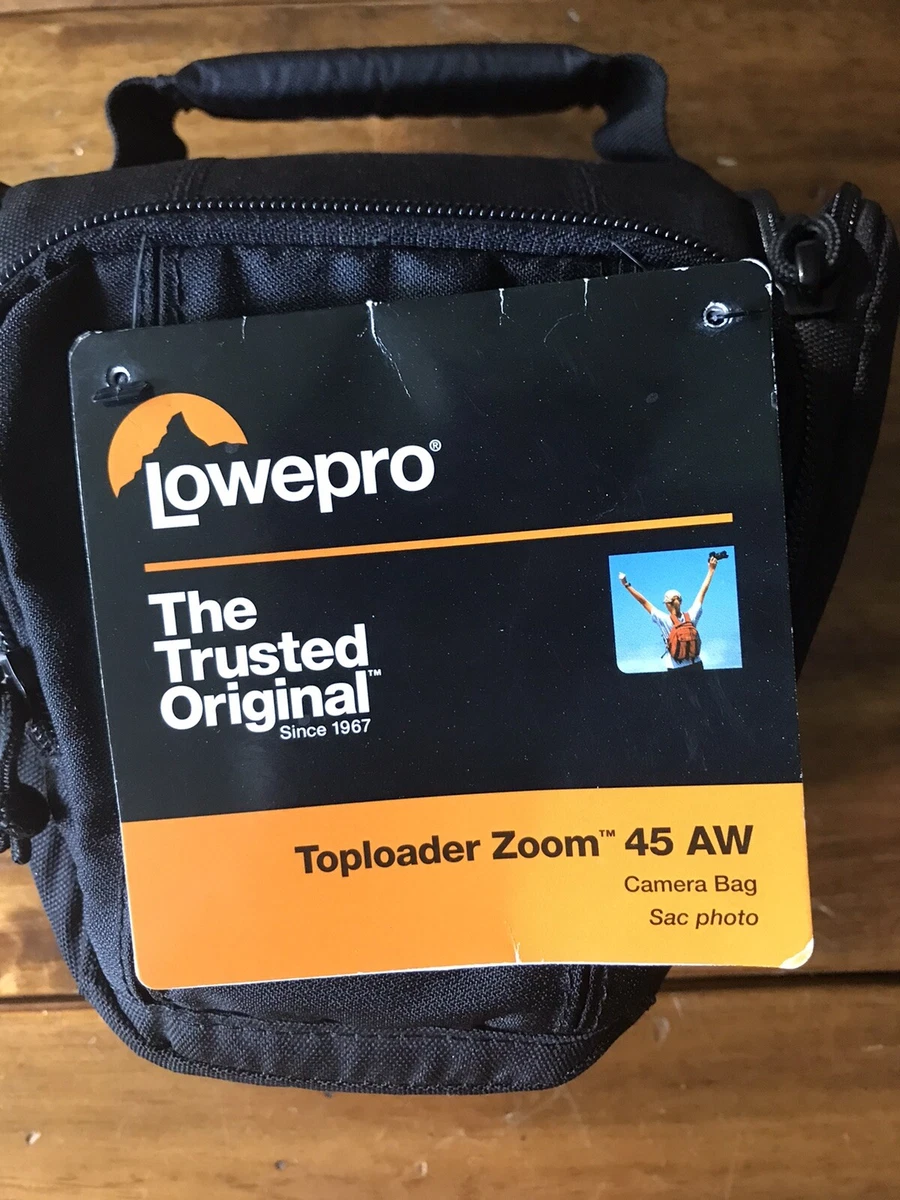 Lowepro®
The
Trusted
Original™
Since 1967
Toploader Zoom™ 45 AW
Camera Bag
Sac photo